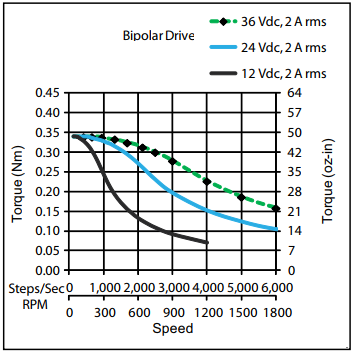 Bipolar Drive
36 Vdc, 2 A rms
24 Vdc, 2 A rms
12 Vdc, 2 A rms
Torque (Nm)
0.45
0.40
0.35
0.30
0.25
0.20
0.15
0.10
0.05
0.00
64
57
50
42
35
28
21
14
7
0
Torque (oz-in)
Steps/Sec 0 1,000 2,000 3,000 4,000 5,000 6,000
RPM
0 300 600 900 1200 1500 1800
Speed